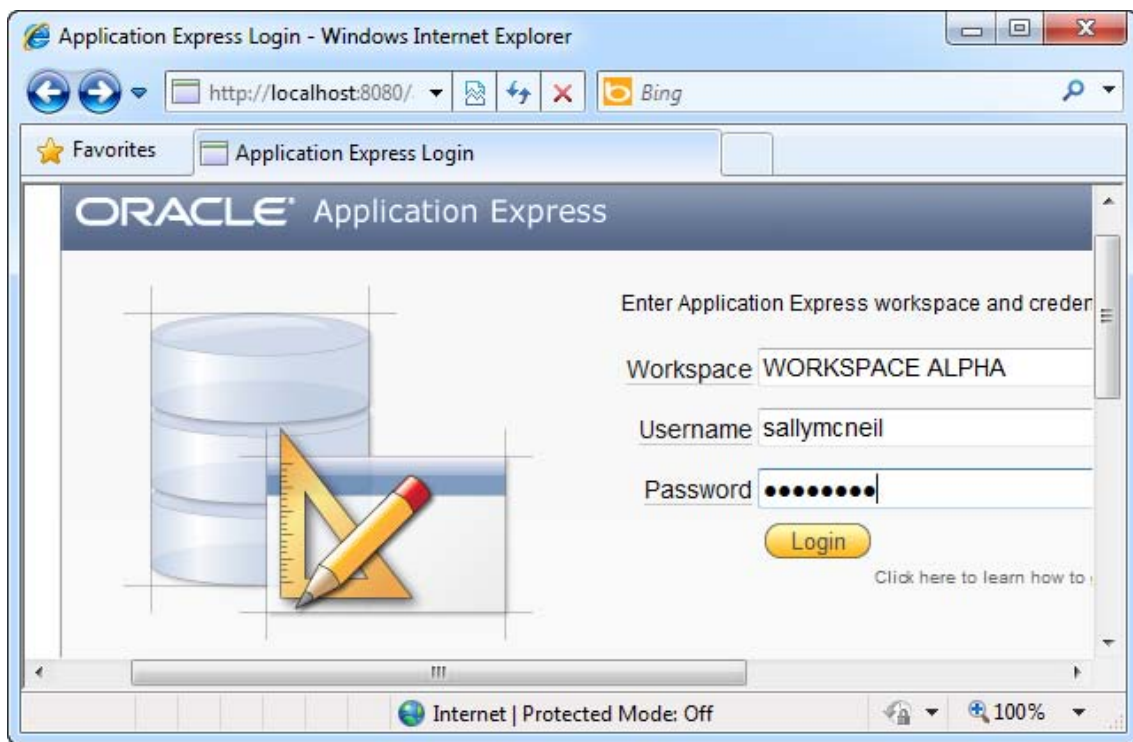 Application Express Login - Windows Internet Explorer
http://localhost:8080/
Bing
Favorites
Application Express Login
ORACLE Application Express
Enter Application Express workspace and creden
Workspace WORKSPACE ALPHA
Username sallymcneil
Password ••••••••
Login
Click here to learn how to
Internet | Protected Mode: Off
100%